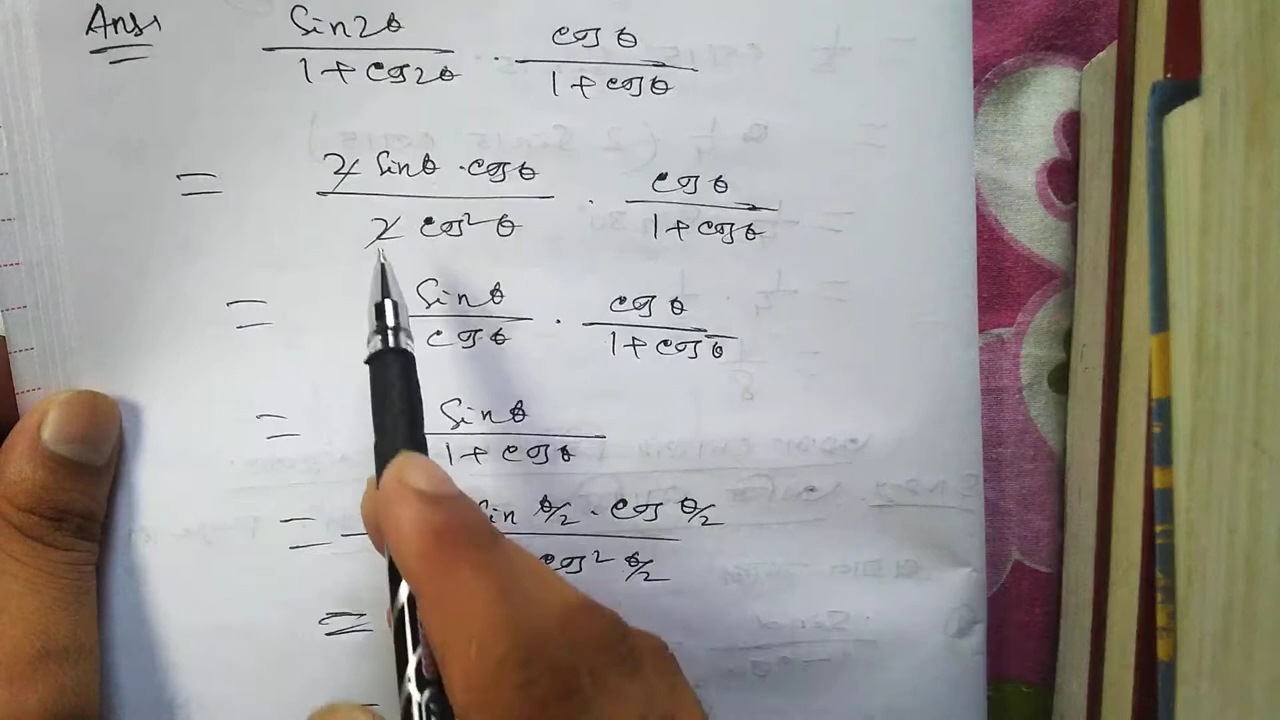 Ans:
sin2θ / 1 + cos2θ · cosθ / 1 + cosθ
= 2 sinθ · cosθ / 2 cos²θ · cosθ / 1 + cosθ
= sinθ / cosθ · cosθ / 1 + cosθ
= sinθ / 1 + cosθ
= sin θ/2 · cos θ/2 / cos² θ/2
=